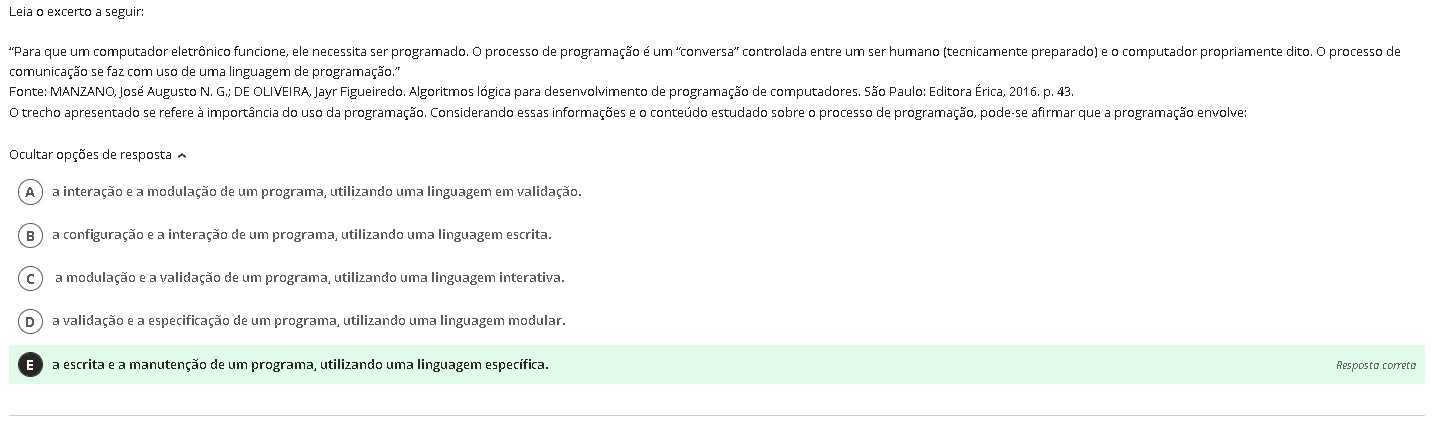 Leia o excerto a seguir:
“Para que um computador eletrônico funcione, ele necessita ser programado. O processo de programação é um “conversa” controlada entre um ser humano (tecnicamente preparado) e o computador propriamente dito. O processo de
comunicação se faz com uso de uma linguagem de programação.”
Fonte: MANZANO, José Augusto N. G.; DE OLIVEIRA, Jayr Figueiredo. Algoritmos lógica para desenvolvimento de programação de computadores. São Paulo: Editora Érica, 2016. p. 43.
O trecho apresentado se refere à importância do uso da programação. Considerando essas informações e o conteúdo estudado sobre o processo de programação, pode-se afirmar que a programação envolve:
Ocultar opções de resposta
A a interação e a modulação de um programa, utilizando uma linguagem em validação.
B a configuração e a interação de um programa, utilizando uma linguagem escrita.
C a modulação e a validação de um programa, utilizando uma linguagem interativa.
D a validação e a especificação de um programa, utilizando uma linguagem modular.
E a escrita e a manutenção de um programa, utilizando uma linguagem específica. Resposta correta